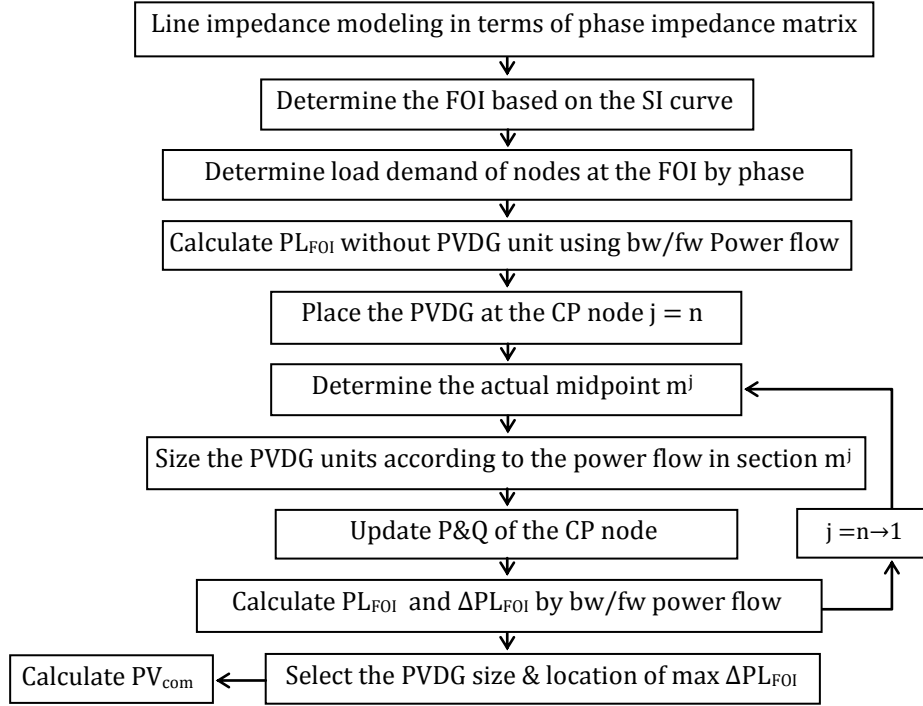 Line impedance modeling in terms of phase impedance matrix
Determine the FOI based on the SI curve
Determine load demand of nodes at the FOI by phase
Calculate PLFOI without PVDG unit using bw/fw Power flow
Place the PVDG at the CP node j = n
Determine the actual midpoint mʲ
Size the PVDG units according to the power flow in section mʲ
Update P&Q of the CP node
j =n→1
Calculate PLFOI and ΔPLFOI by bw/fw power flow
Calculate PVcom
Select the PVDG size & location of max ΔPLFOI